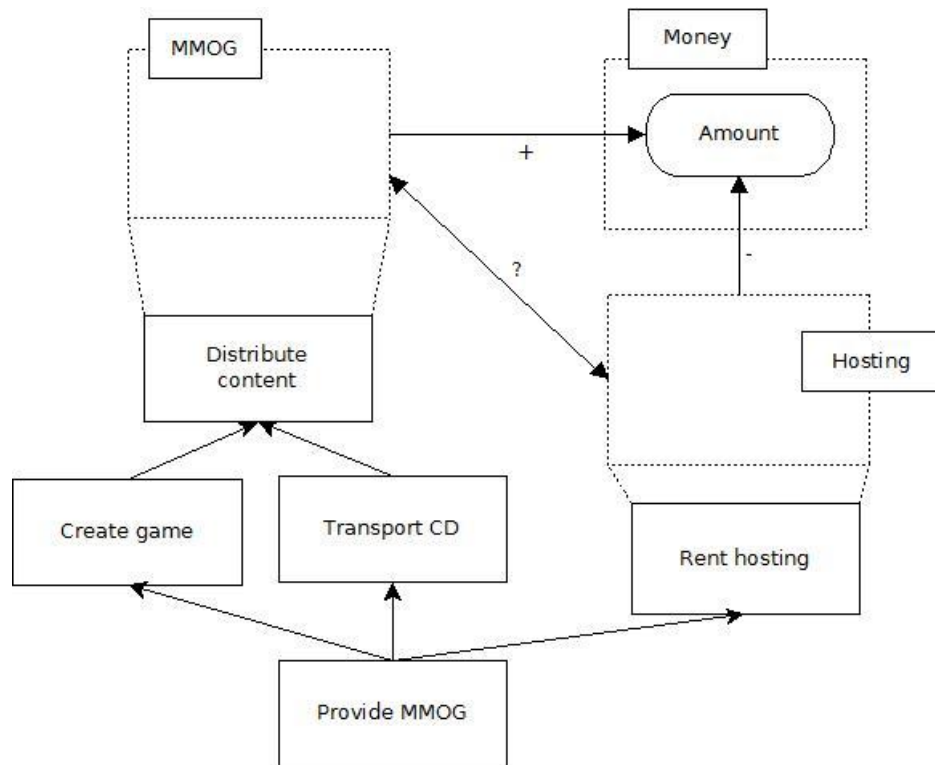 MMOG
Money
Amount
+
?
-
Distribute
content
Hosting
Create game
Transport CD
Rent hosting
Provide MMOG